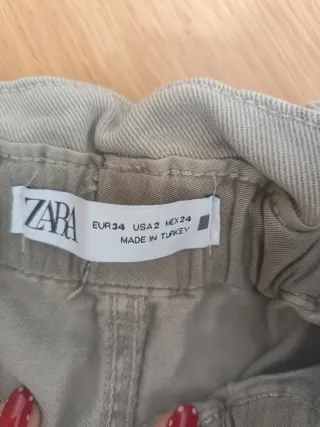 ZARA
EUR 34 USA 2 MEX 24
MADE IN TURKEY